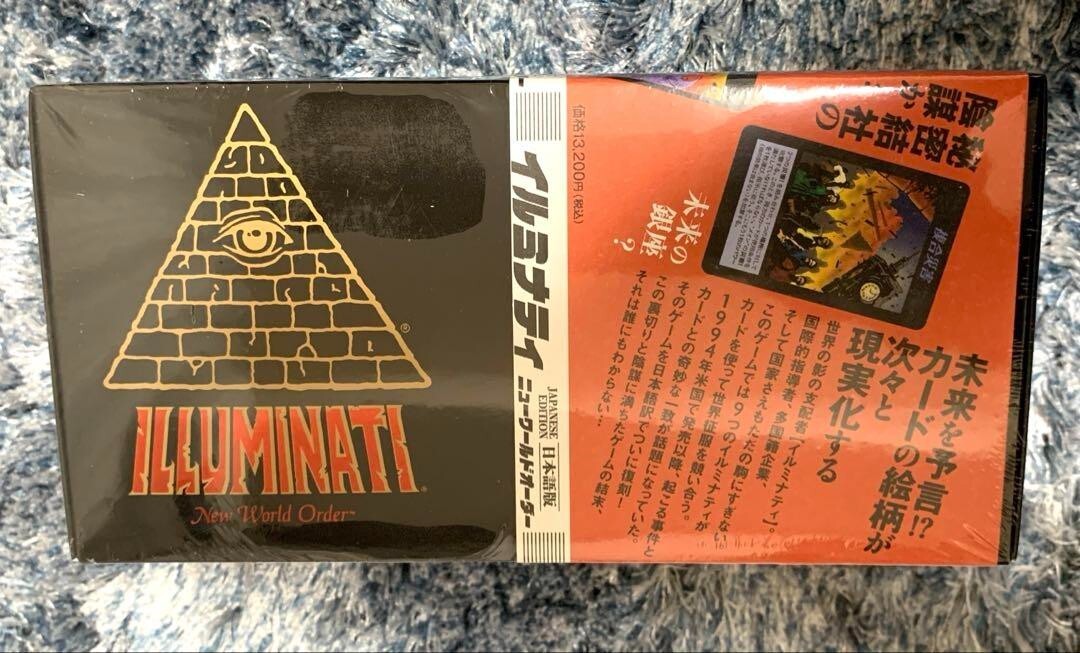 ILLUMINATI
New World Order™
イルミナティ
JAPANESE
EDITION
日本語版
ニューワールドオーダー
価格13,200円(税込)
秘密結社の
陰謀か…
未来の
銀座?
複合災害
未来を予言!?
カードの絵柄が
次々と
現実化する
世界の影の支配者「イルミナティ」。
国際的指導者、多国籍企業、
そして国家さえもただの駒にすぎない
このゲームでは9つのイルミナティが
カードを使って世界征服を競い合う。
1994年米国で発売以降、起こる事件と
カードとの奇妙な一致が話題になっていた。
そのゲームを日本語訳でついに復刻!
この裏切りと陰謀に満ちたゲームの結末、
それは誰にもわからない…